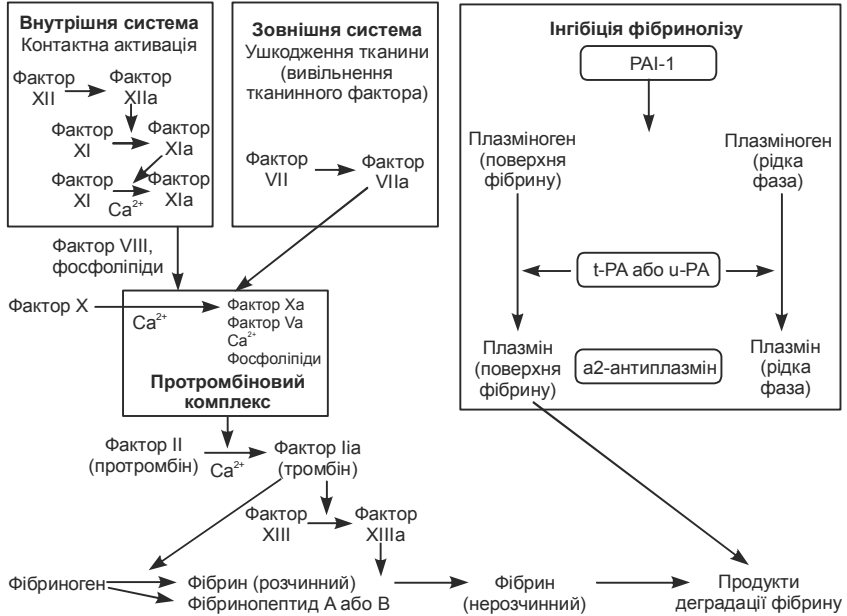 Внутрішня система
Контактна активація
Фактор
XII
Фактор
XIIa
Фактор
XI
Фактор
XIa
Фактор
XI
Ca²⁺
Фактор
XIa
Зовнішня система
Ушкодження тканини
(вивільнення
тканинного фактора)
Фактор
VII
Фактор
VIIa
Інгібіція фібринолізу
PAI-1
Плазміноген
(поверхня
фібрину)
Плазміноген
(рідка
фаза)
t-PA або u-PA
Плазмін
(поверхня
фібрину)
a2-антиплазмін
Плазмін
(рідка
фаза)
Фактор VIII,
фосфоліпіди
Фактор X
Ca²⁺
Фактор Xa
Фактор Va
Ca²⁺
Фосфоліпіди
Протромбіновий
комплекс
Фактор II
(протромбін)
Ca²⁺
Фактор Iia
(тромбін)
Фактор
XIII
Фактор
XIIIa
Фібриноген
Фібрин (розчинний)
Фібринопептид A або B
Фібрин
(нерозчинний)
Продукти
деградації фібрину